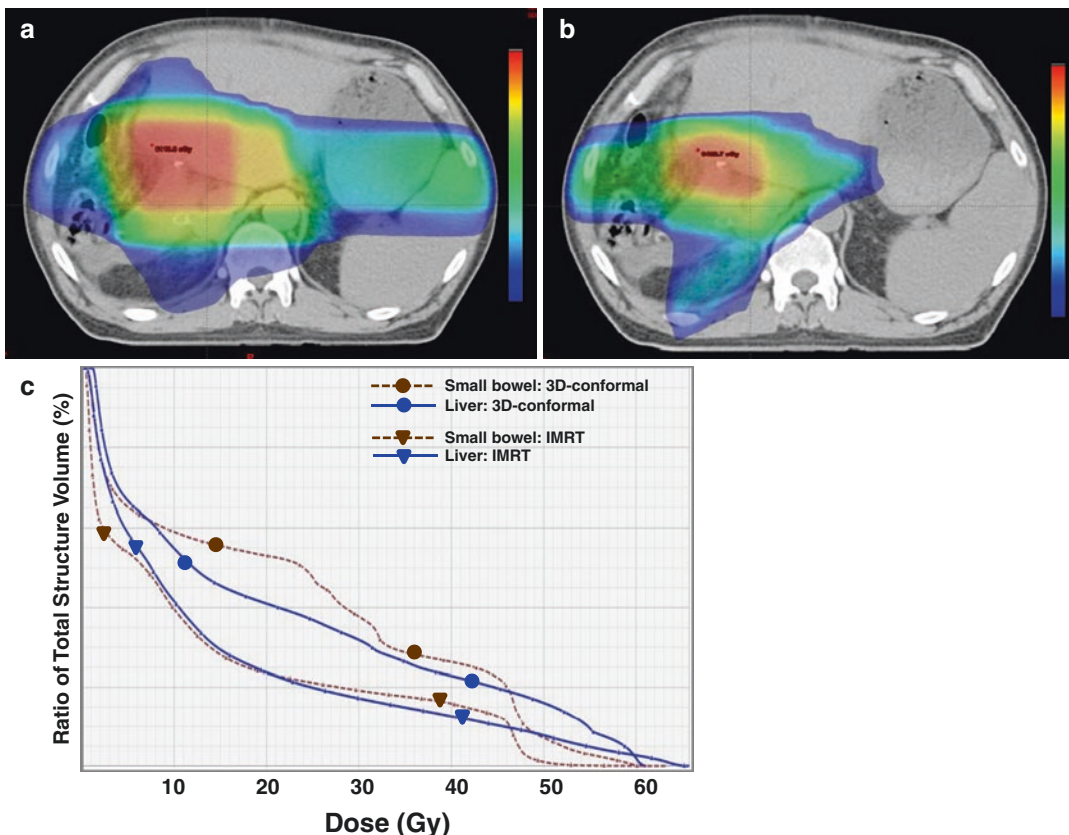 a
b
c
Ratio of Total Structure Volume (%)
Small bowel: 3D-conformal
Liver: 3D-conformal
Small bowel: IMRT
Liver: IMRT
10 20 30 40 50 60
Dose (Gy)